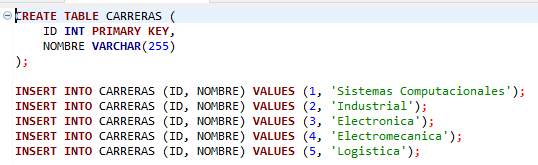 CREATE TABLE CARRERAS (
    ID INT PRIMARY KEY,
    NOMBRE VARCHAR(255)
);
INSERT INTO CARRERAS (ID, NOMBRE) VALUES (1, 'Sistemas Computacionales');
INSERT INTO CARRERAS (ID, NOMBRE) VALUES (2, 'Industrial');
INSERT INTO CARRERAS (ID, NOMBRE) VALUES (3, 'Electronica');
INSERT INTO CARRERAS (ID, NOMBRE) VALUES (4, 'Electromecanica');
INSERT INTO CARRERAS (ID, NOMBRE) VALUES (5, 'Logistica');